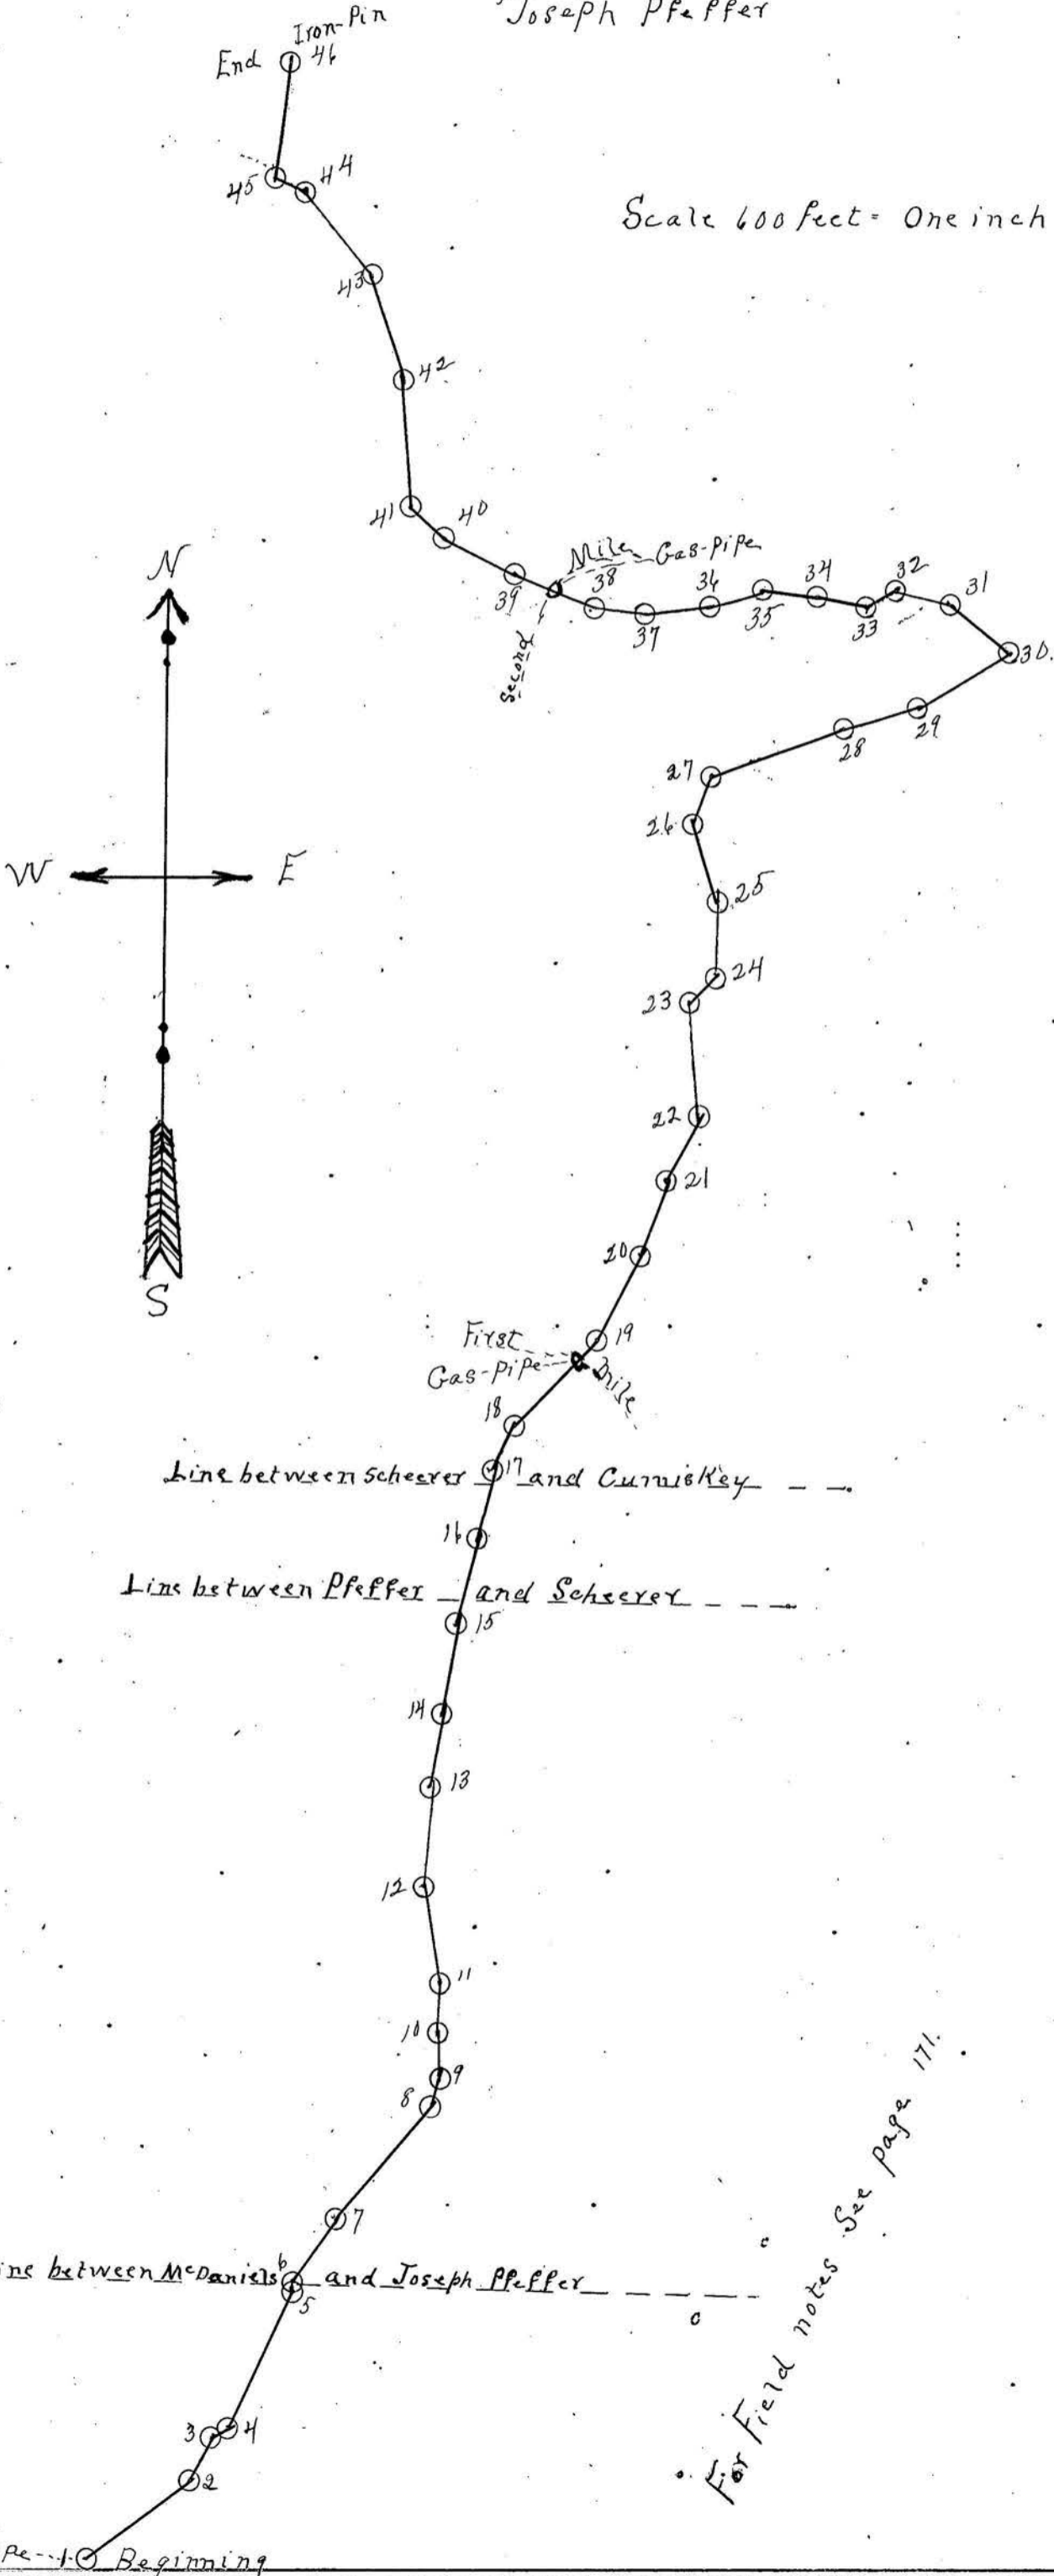 Joseph Pfeffer
Iron-Pin
End 46
45 44
Scale 600 feet = One inch
43
42
41 40
Mile Gas-pipe
39 38 37 36 35 34 33 32 31
Second
30.
29
28
27
26
25
24
23
22
21
20
19
N
W E
S
First
Gas-pipe Mile
18
Line between Scheerer 17 and Cumiskey
16
Line between Pfeffer and Scheerer
15
14
13
12
11
10
9
8
7
6
ine between McDaniels and Joseph Pfeffer
5
3 4
2
pe 1 Beginning
For Field notes See page 171.